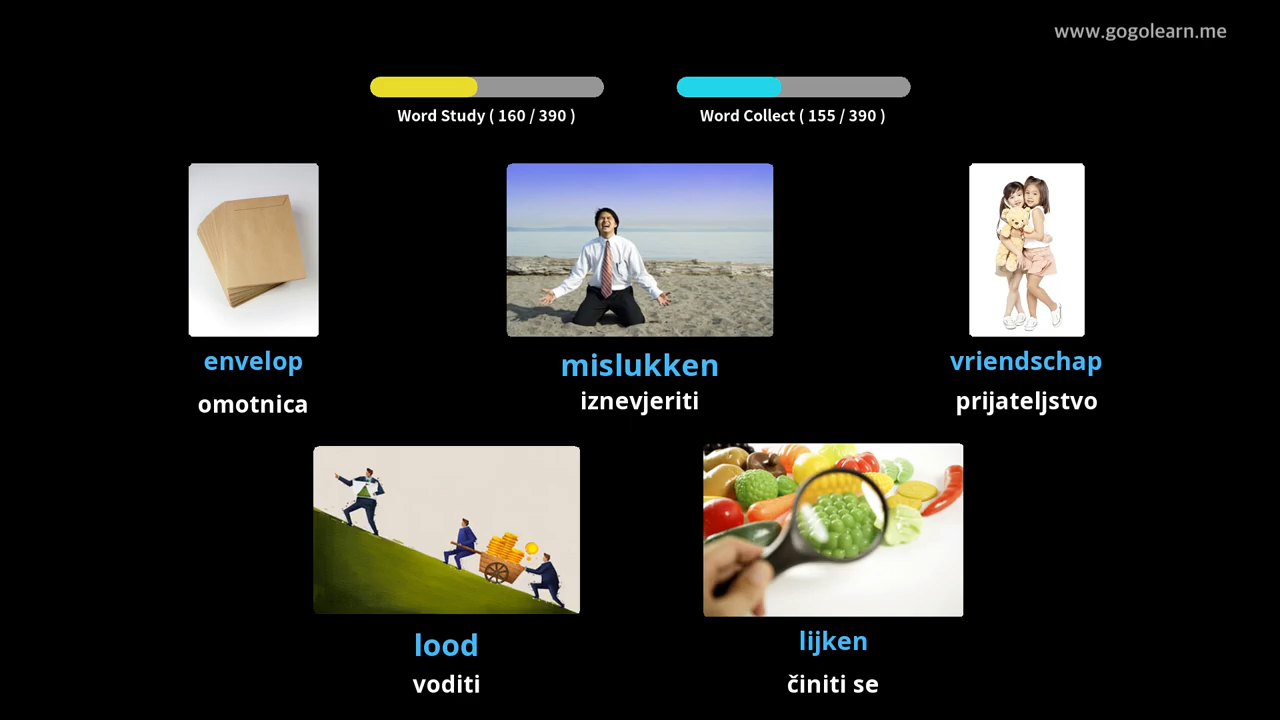 www.gogolearn.me
Word Study ( 160 / 390 )
Word Collect ( 155 / 390 )
envelop
omotnica
mislukken
iznevjeriti
vriendschap
prijateljstvo
lood
voditi
lijken
činiti se